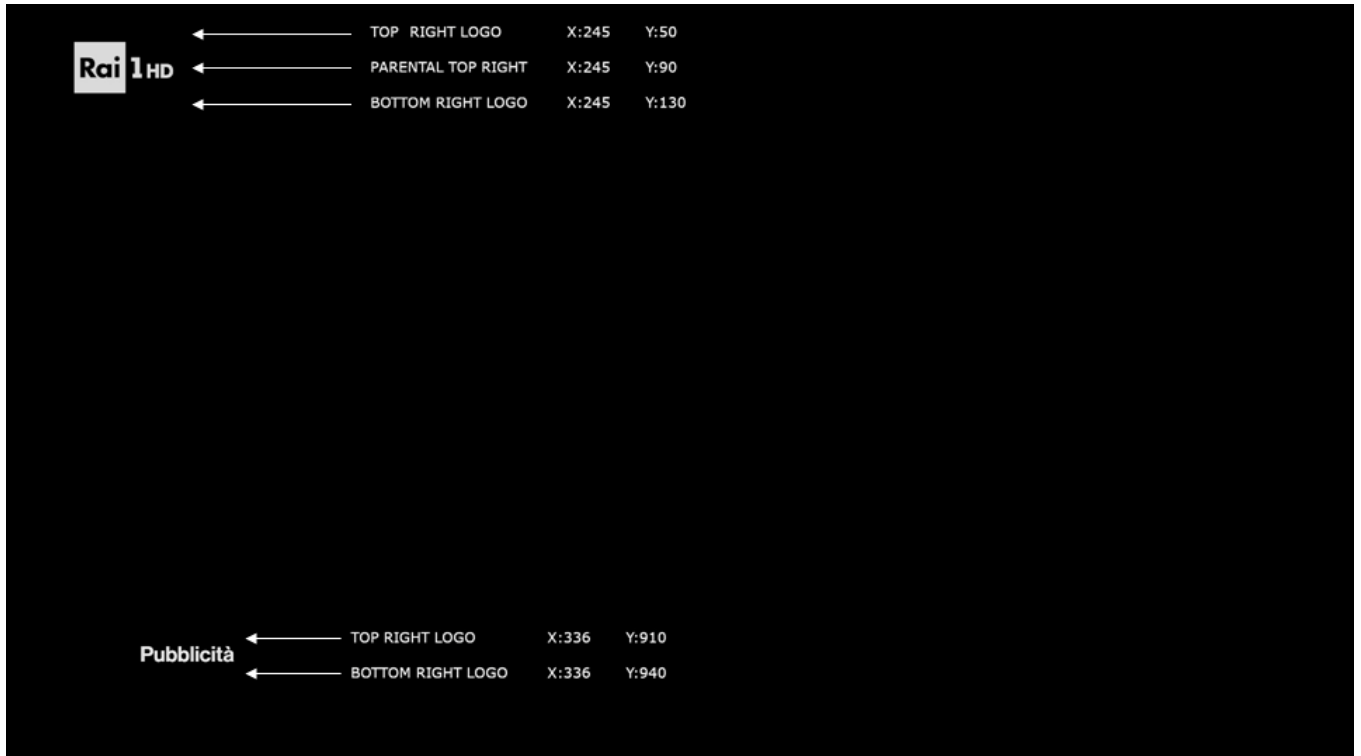 TOP RIGHT LOGO X:245 Y:50
Rai 1 HD PARENTAL TOP RIGHT X:245 Y:90
BOTTOM RIGHT LOGO X:245 Y:130
TOP RIGHT LOGO X:336 Y:910
Pubblicità
BOTTOM RIGHT LOGO X:336 Y:940